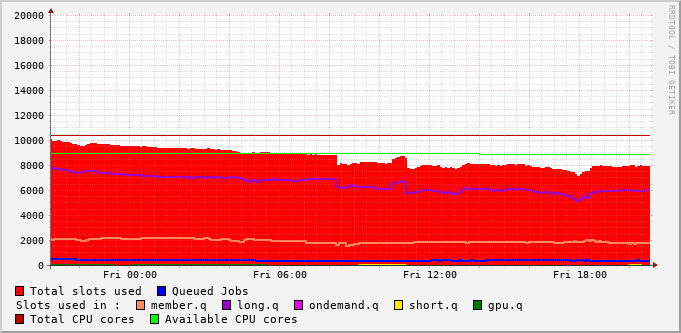 RRDTOOL / TOBI OETIKER
20000
18000
16000
14000
12000
10000
8000
6000
4000
2000
0
Fri 00:00 Fri 06:00 Fri 12:00 Fri 18:00
Total slots used Queued Jobs
Slots used in : member.q long.q ondemand.q short.q gpu.q
Total CPU cores Available CPU cores